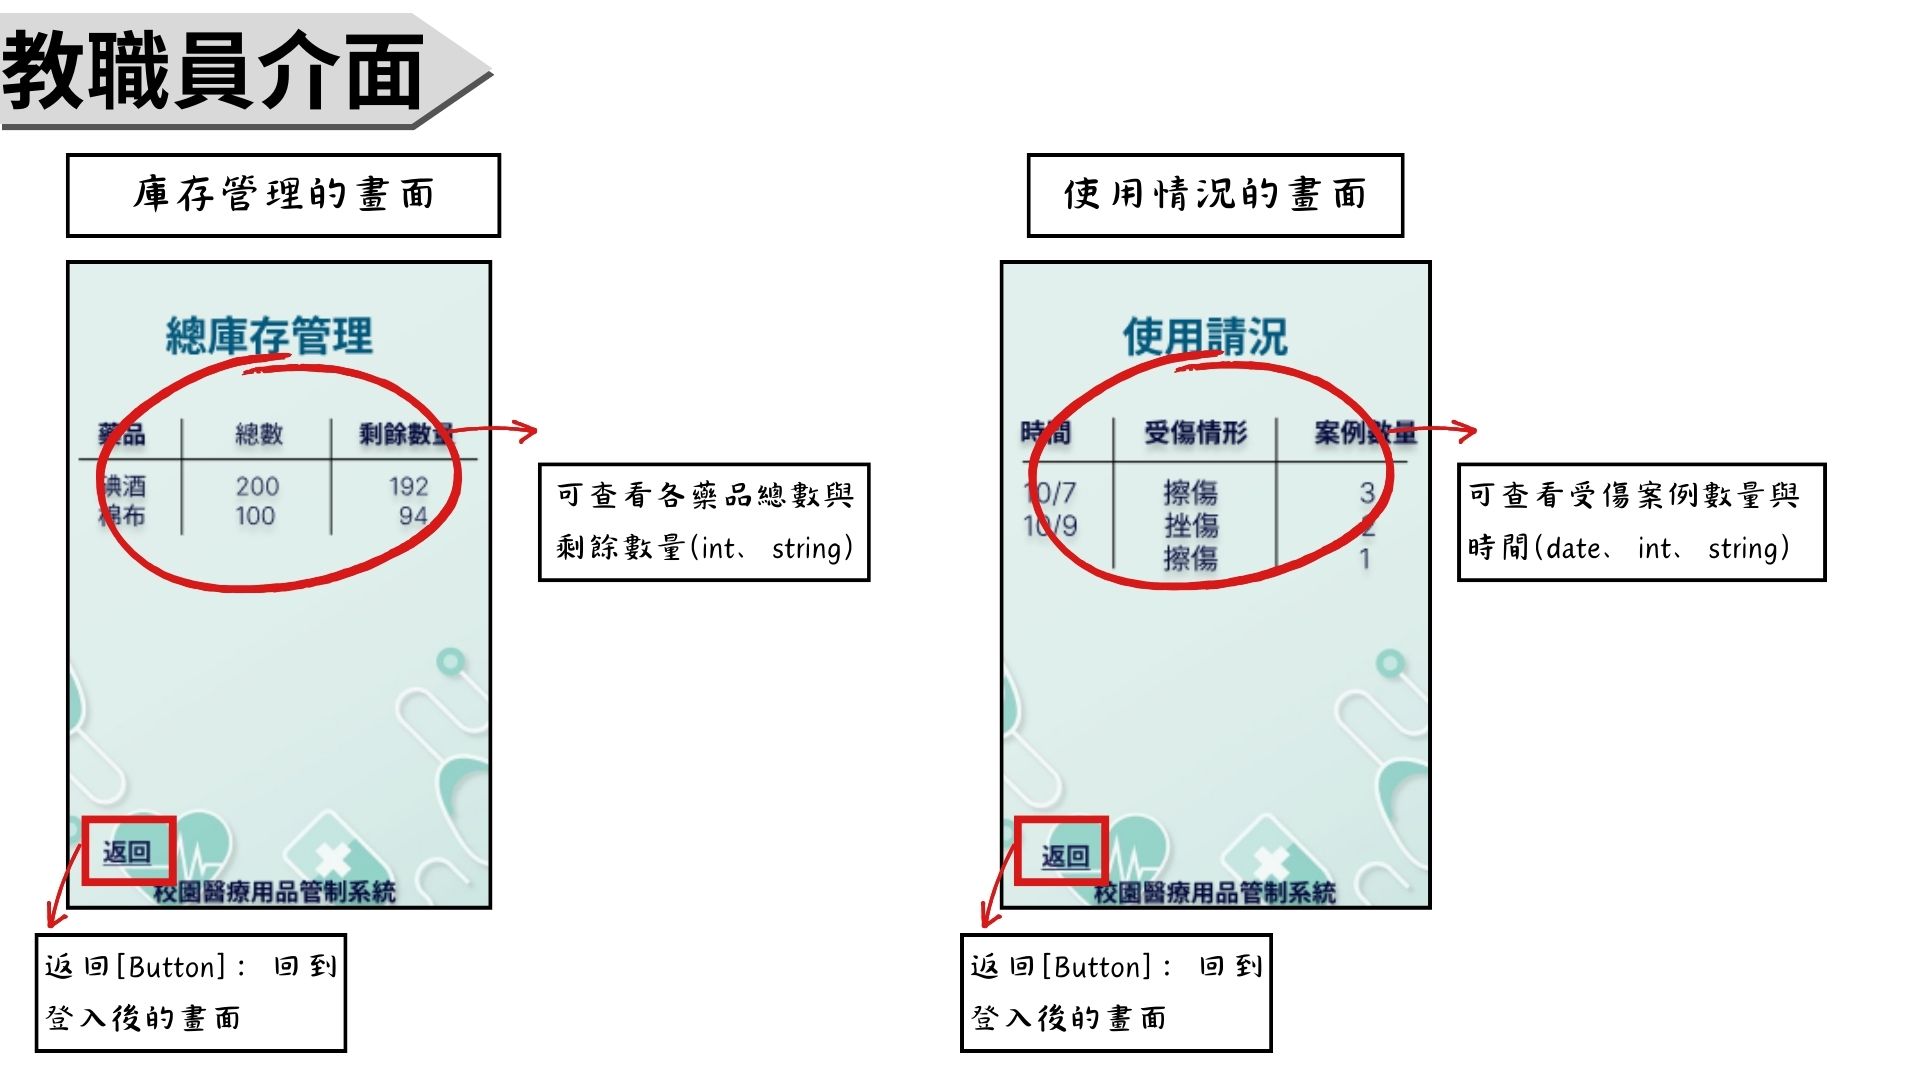 教職員介面
庫存管理的畫面
總庫存管理
藥品 總數 剩餘數量
碘酒 200 192
棉布 100 94
可查看各藥品總數與
剩餘數量(int、 string)
返回
校園醫療用品管制系統
返回[Button]： 回到
登入後的畫面
使用情況的畫面
使用請況
時間 受傷情形 案例數量
10/7 擦傷 3
10/9 挫傷 2
擦傷 1
可查看受傷案例數量與
時間(date、 int、 string)
返回
校園醫療用品管制系統
返回[Button]： 回到
登入後的畫面